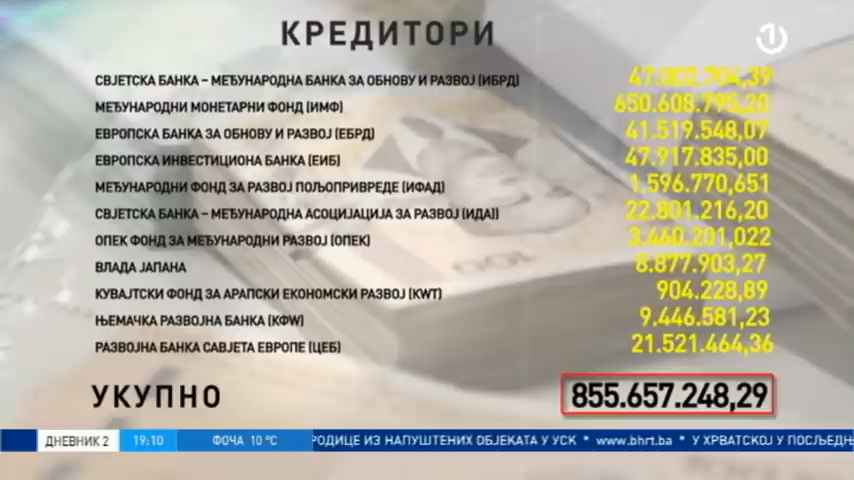 КРЕДИТОРИ
СВЈЕТСКА БАНКА – МЕЂУНАРОДНА БАНКА ЗА ОБНОВУ И РАЗВОЈ (ИБРД) 47.002.704,39
МЕЂУНАРОДНИ МОНЕТАРНИ ФОНД (ИМФ) 650.608.795,20
ЕВРОПСКА БАНКА ЗА ОБНОВУ И РАЗВОЈ (ЕБРД) 41.519.548,07
ЕВРОПСКА ИНВЕСТИЦИОНА БАНКА (ЕИБ) 47.917.835,00
МЕЂУНАРОДНИ ФОНД ЗА РАЗВОЈ ПОЉОПРИВРЕДЕ (ИФАД) 1,596.770,651
СВЈЕТСКА БАНКА – МЕЂУНАРОДНА АСОЦИЈАЦИЈА ЗА РАЗВОЈ (ИДА)) 22.801.216,20
ОПЕК ФОНД ЗА МЕЂУНАРОДНИ РАЗВОЈ (ОПЕК) 3.460.201,022
ВЛАДА ЈАПАНА 8.877.903,27
КУВАЈТСКИ ФОНД ЗА АРАПСКИ ЕКОНОМСКИ РАЗВОЈ (KWT) 904.228,89
ЊЕМАЧКА РАЗВОЈНА БАНКА (КФW) 9.446.581,23
РАЗВОЈНА БАНКА САВЈЕТА ЕВРОПЕ (ЦЕБ) 21.521.464,36
УКУПНО 855.657.248,29
ДНЕВНИК 2 19:10 ФОЧА 10 °C РОДИЦЕ ИЗ НАПУШТЕНИХ ОБЈЕКАТА У УСК * www.bhrt.ba * У ХРВАТСКОЈ У ПОСЉЕДЊ